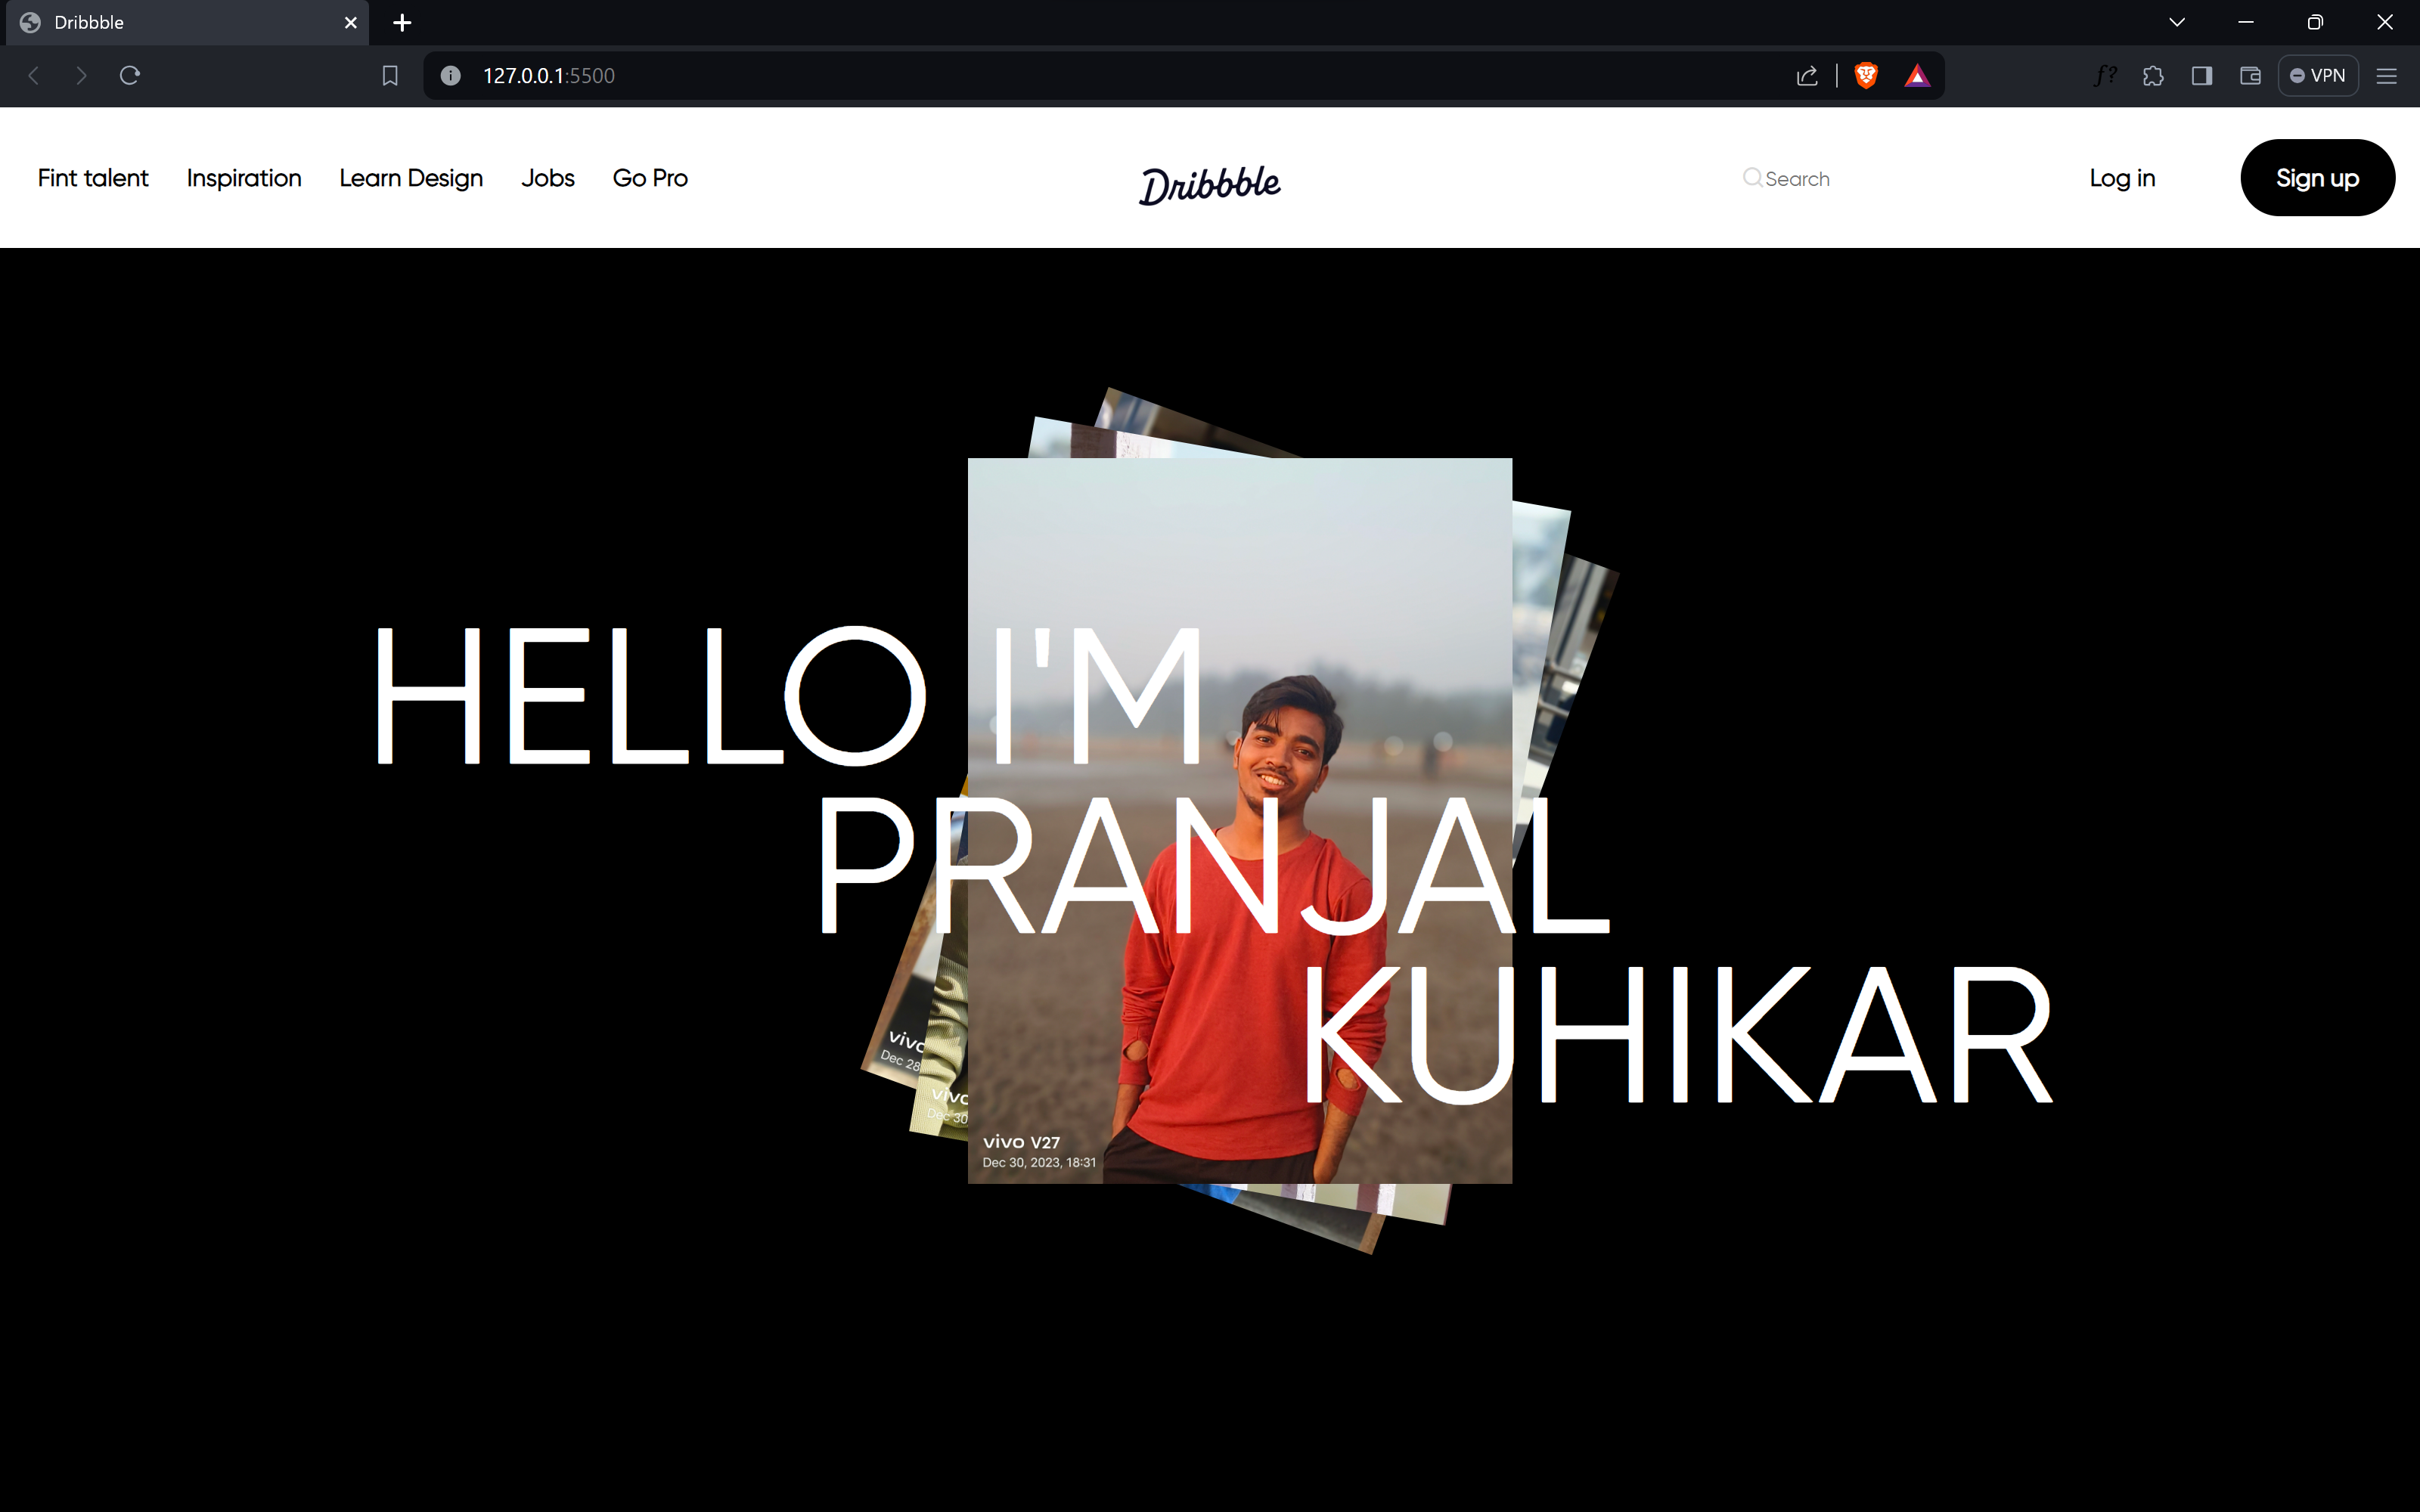 Dribbble
127.0.0.1:5500
VPN
Fint talent Inspiration Learn Design Jobs Go Pro Dribbble Search Log in Sign up
HELLO I'M
PRANJAL
KUHIKAR
vivo
Dec 28
vivo
Dec 30
vivo V27
Dec 30, 2023, 18:31